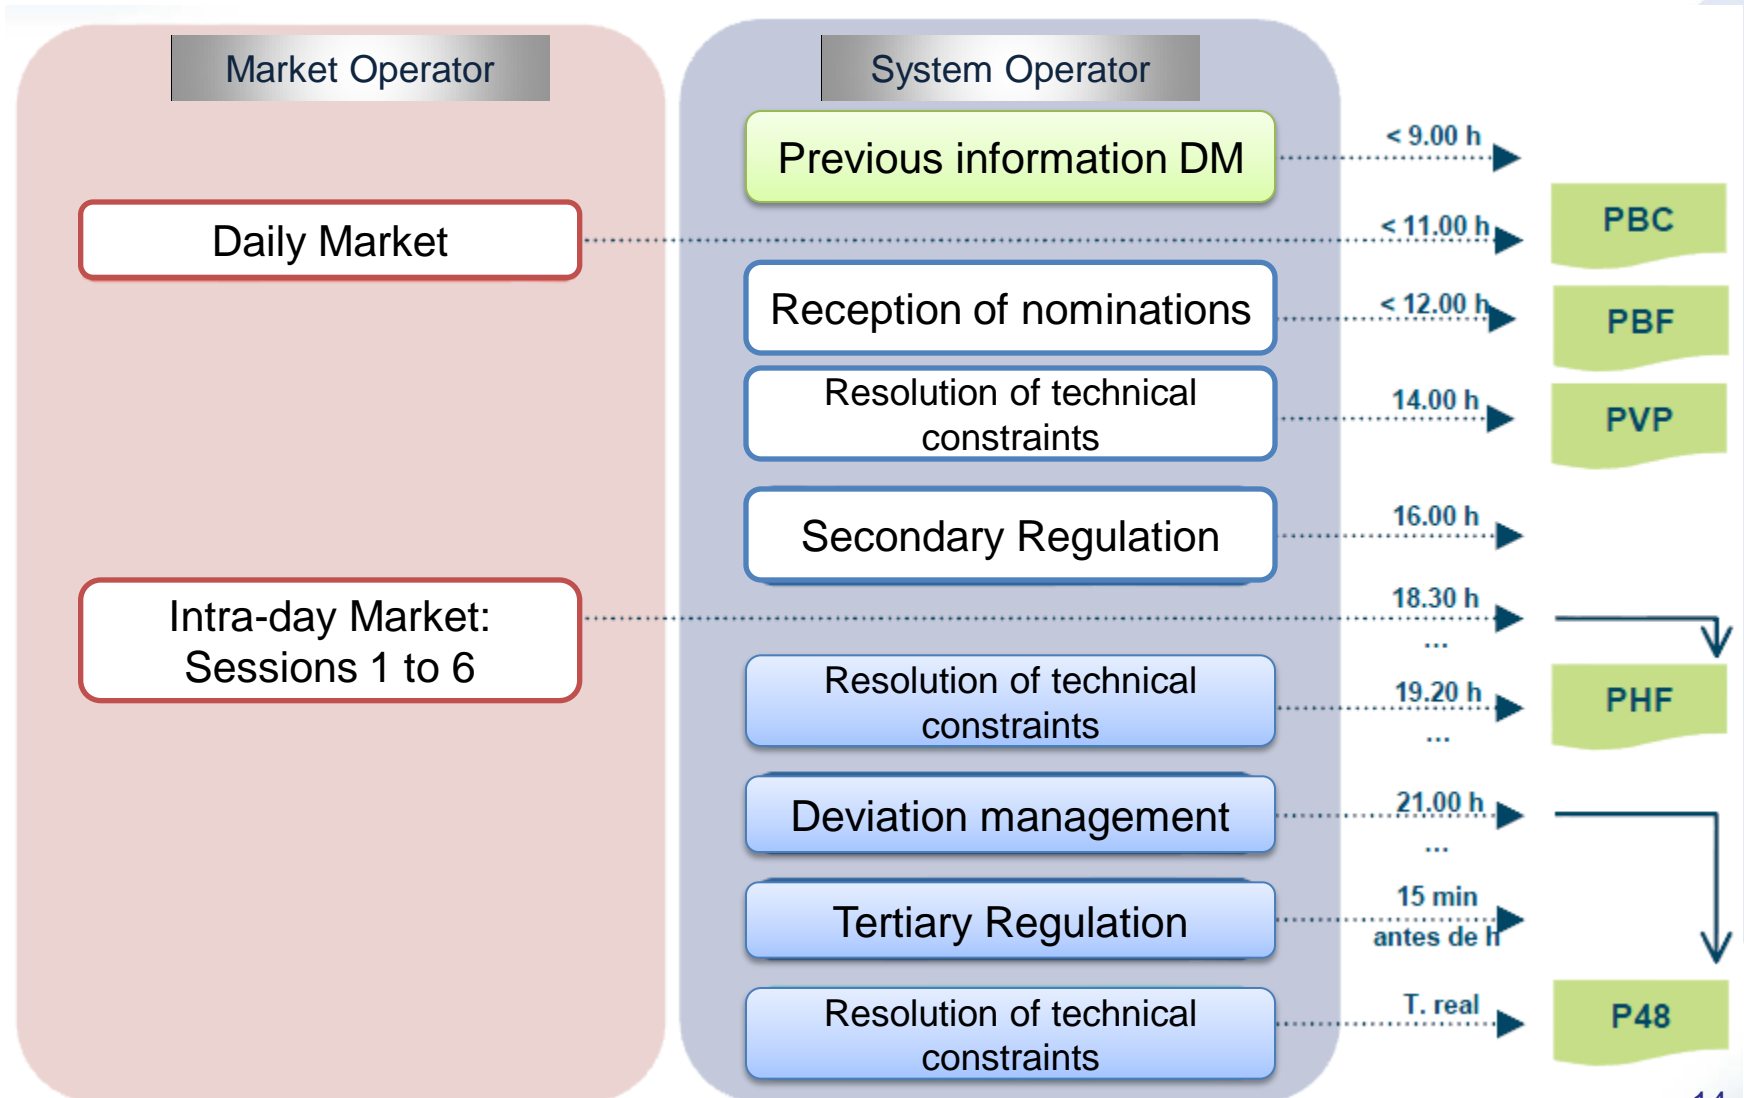 Market Operator
System Operator
Previous information DM
< 9.00 h
Daily Market
< 11.00 h
PBC
Reception of nominations
< 12.00 h
PBF
Resolution of technical
constraints
14.00 h
PVP
Secondary Regulation
16.00 h
Intra-day Market:
Sessions 1 to 6
18.30 h
...
Resolution of technical
constraints
19.20 h
...
PHF
Deviation management
21.00 h
...
Tertiary Regulation
15 min
antes de h
Resolution of technical
constraints
T. real
P48
14